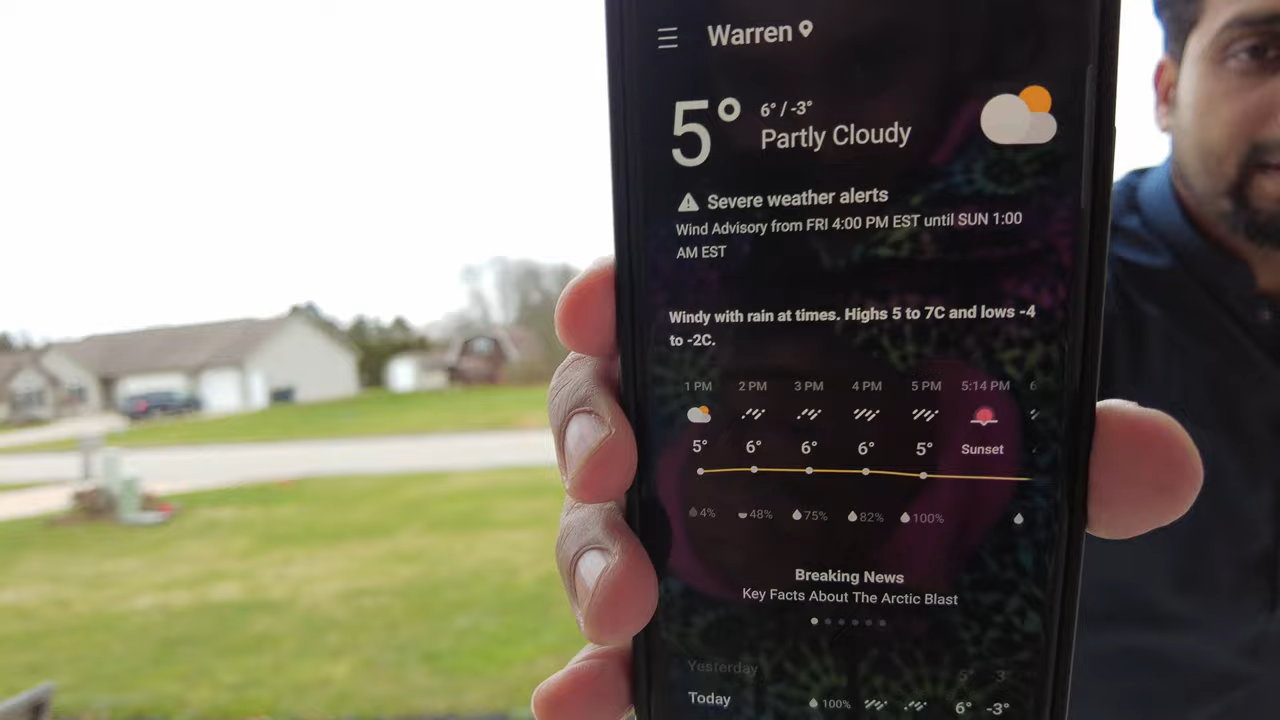 Warren
5°
6° / -3°
Partly Cloudy
Severe weather alerts
Wind Advisory from FRI 4:00 PM EST until SUN 1:00
AM EST
Windy with rain at times. Highs 5 to 7C and lows -4
to -2C.
1 PM 2 PM 3 PM 4 PM 5 PM 5:14 PM 6
5° 6° 6° 6° 5° Sunset
4% 48% 75% 82% 100%
Breaking News
Key Facts About The Arctic Blast
Yesterday 5° 3°
Today 100% 6° -3°